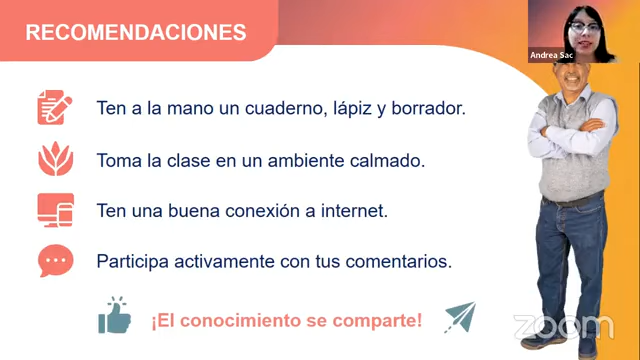 RECOMENDACIONES
Andrea Sac
Ten a la mano un cuaderno, lápiz y borrador.
Toma la clase en un ambiente calmado.
Ten una buena conexión a internet.
Participa activamente con tus comentarios.
¡El conocimiento se comparte!
zoom